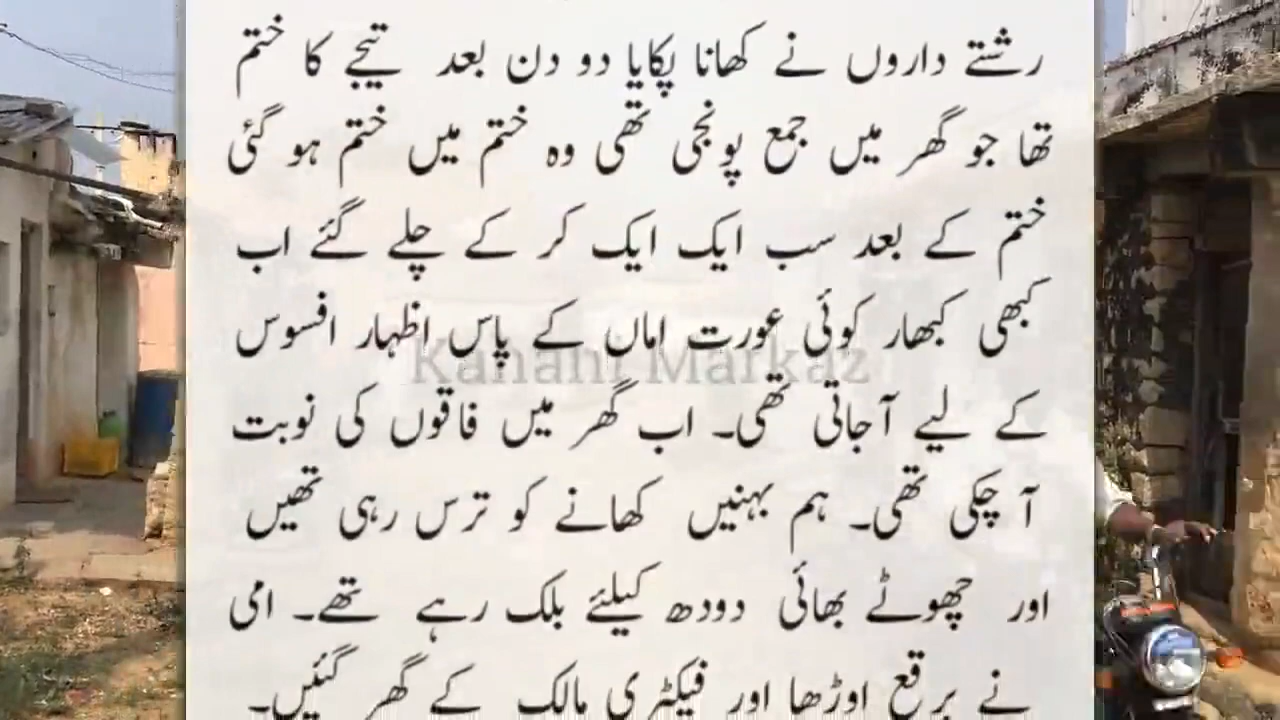 رشتے داروں نے کھانا پکایا دو دن بعد تیجے کا ختم
تھا جو گھر میں جمع پونجی تھی وہ ختم میں ختم ہو گئی
ختم کے بعد سب ایک ایک کر کے چلے گئے اب
کبھی کبھار کوئی عورت اماں کے پاس اظہار افسوس
Kahani Markaz
کے لیے آجاتی تھی۔ اب گھر میں فاقوں کی نوبت
آ چکی تھی۔ ہم بہنیں کھانے کو ترس رہی تھیں
اور چھوٹے بھائی دودھ کیلئے بلک رہے تھے۔ امی
نے برقع اوڑھا اور فیکٹری مالک کے گھر گئیں۔